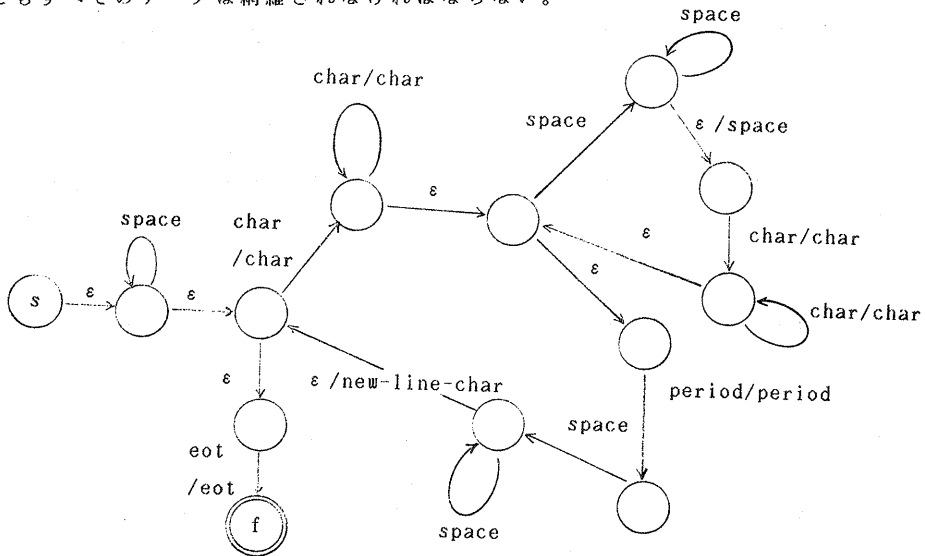 space
char/char
space
ε/space
ε
space
char
/char
ε
char/char
ε
s
ε
ε
char/char
ε
ε/new-line-char
period/period
space
eot
/eot
f
space